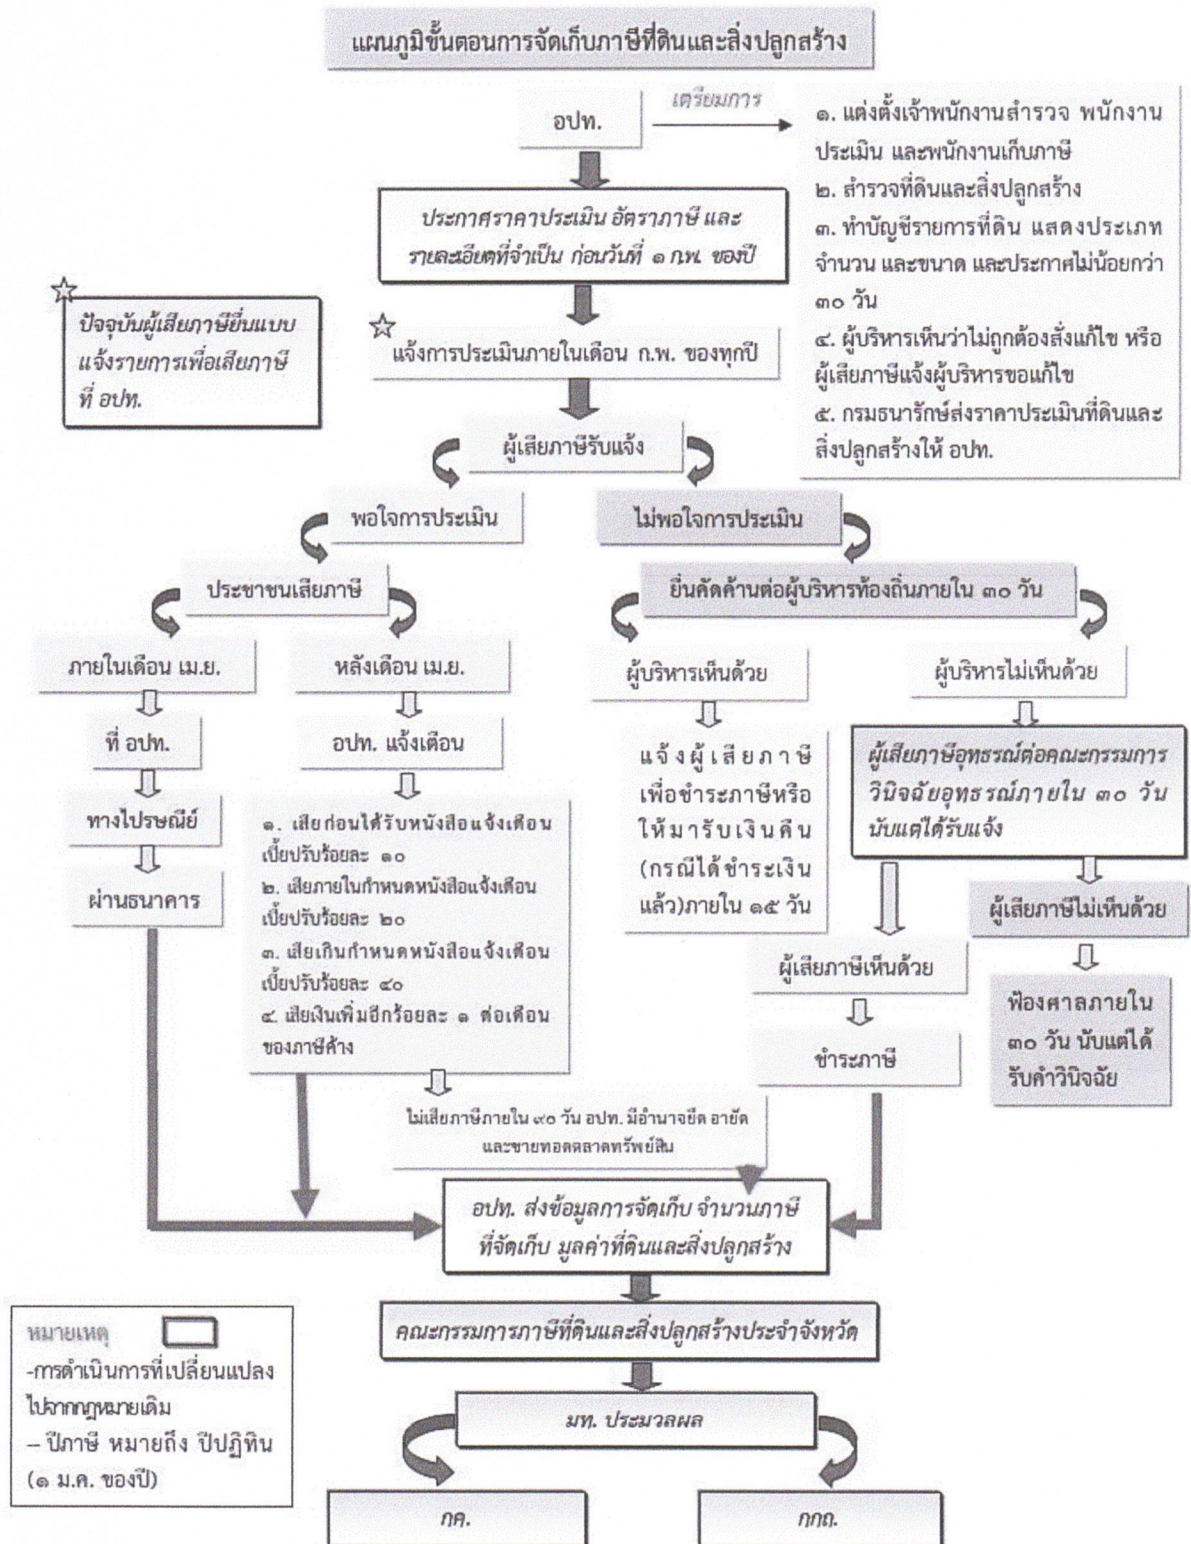 แผนภูมิขั้นตอนการจัดเก็บภาษีที่ดินและสิ่งปลูกสร้าง
อปท.
เตรียมการ
๑. แต่งตั้งเจ้าพนักงานสำรวจ พนักงาน
ประเมิน และพนักงานเก็บภาษี
๒. สำรวจที่ดินและสิ่งปลูกสร้าง
๓. ทำบัญชีรายการที่ดิน แสดงประเภท
จำนวน และขนาด และประกาศไม่น้อยกว่า
๓๐ วัน
๔. ผู้บริหารเห็นว่าไม่ถูกต้องสั่งแก้ไข หรือ
ผู้เสียภาษีแจ้งผู้บริหารขอแก้ไข
๕. กรมธนารักษ์ส่งราคาประเมินที่ดินและ
สิ่งปลูกสร้างให้ อปท.
ประกาศราคาประเมิน อัตราภาษี และ
รายละเอียดที่จำเป็น ก่อนวันที่ ๑ ก.พ. ของปี
ปัจจุบันผู้เสียภาษียื่นแบบ
แจ้งรายการเพื่อเสียภาษี
ที่ อปท.
แจ้งการประเมินภายในเดือน ก.พ. ของทุกปี
ผู้เสียภาษีรับแจ้ง
พอใจการประเมิน
ไม่พอใจการประเมิน
ประชาชนเสียภาษี
ยื่นคัดค้านต่อผู้บริหารท้องถิ่นภายใน ๓๐ วัน
ภายในเดือน เม.ย.
หลังเดือน เม.ย.
ผู้บริหารเห็นด้วย
ผู้บริหารไม่เห็นด้วย
ที่ อปท.
อปท. แจ้งเตือน
แจ้งผู้เสียภาษี
เพื่อชำระภาษีหรือ
ให้มารับเงินคืน
(กรณีได้ชำระเงิน
แล้ว)ภายใน ๑๕ วัน
ผู้เสียภาษีอุทธรณ์ต่อคณะกรรมการ
วินิจฉัยอุทธรณ์ภายใน ๓๐ วัน
นับแต่ได้รับแจ้ง
ทางไปรษณีย์
ผ่านธนาคาร
๑. เสียก่อนได้รับหนังสือแจ้งเตือน
เบี้ยปรับร้อยละ ๑๐
๒. เสียภายในกำหนดหนังสือแจ้งเตือน
เบี้ยปรับร้อยละ ๒๐
๓. เสียเกินกำหนดหนังสือแจ้งเตือน
เบี้ยปรับร้อยละ ๔๐
๔. เสียเงินเพิ่มอีกร้อยละ ๑ ต่อเดือน
ของภาษีค้าง
ผู้เสียภาษีไม่เห็นด้วย
ผู้เสียภาษีเห็นด้วย
ฟ้องศาลภายใน
๓๐ วัน นับแต่ได้
รับคำวินิจฉัย
ชำระภาษี
ไม่เสียภาษีภายใน ๙๐ วัน อปท. มีอำนาจยึด อายัด
และขายทอดตลาดทรัพย์สิน
อปท. ส่งข้อมูลการจัดเก็บ จำนวนภาษี
ที่จัดเก็บ มูลค่าที่ดินและสิ่งปลูกสร้าง
คณะกรรมการภาษีที่ดินและสิ่งปลูกสร้างประจำจังหวัด
มท. ประมวลผล
กค.
กกถ.
หมายเหตุ
-การดำเนินการที่เปลี่ยนแปลง
ไปจากกฎหมายเดิม
– ปีภาษี หมายถึง ปีปฏิทิน
(๑ ม.ค. ของปี)